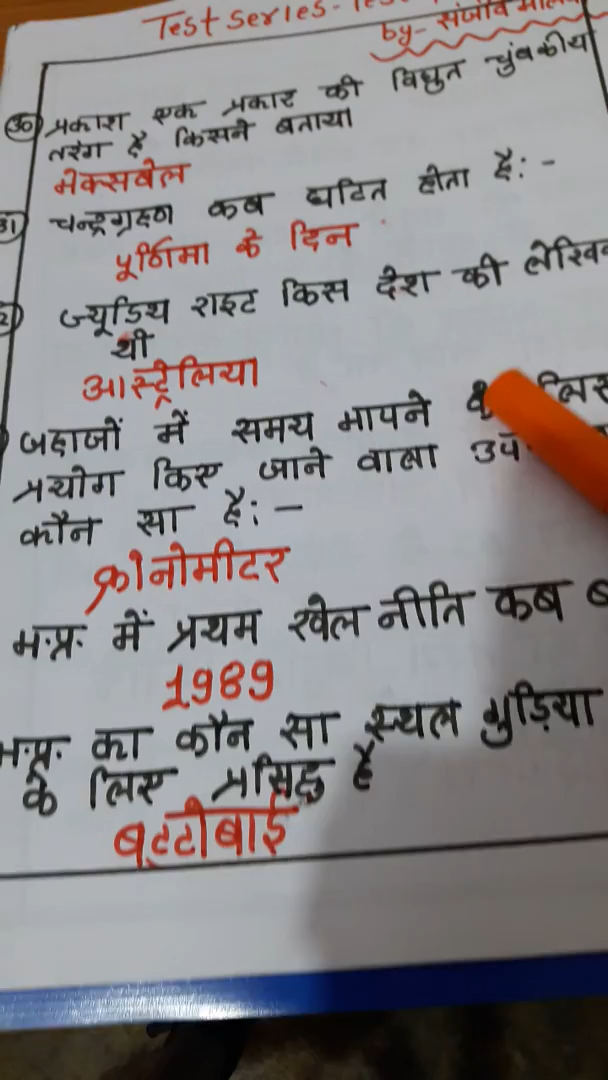 Test Series-
by- संजीव
(30) प्रकाश एक प्रकार की विधुत चुंबकीय
तरंग है किसने बताया
मेक्सवेल
चन्द्रग्रहण कब घटित होता है:-
पूर्णिमा के दिन
ज्यूडिथ राइट किस देश की
थी
आस्ट्रेलिया
जहाजों में समय मापने
प्रयोग किए जाने वाला
कौन सा है:-
क्रोनोमीटर
म.प्र. में प्रथम खेल नीति कब
1989
म.प्र. का कौन सा स्थल गुड़िया
के लिए प्रसिद्ध है
बट्टीबाई